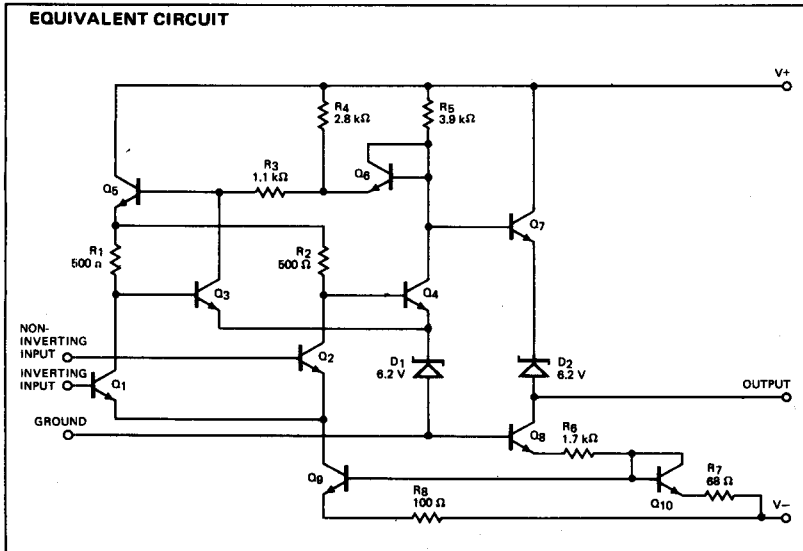 EQUIVALENT CIRCUIT
V+
R4
2.8 kΩ
R5
3.9 kΩ
R3
1.1 kΩ
Q5
Q6
Q7
R1
500 Ω
R2
500 Ω
Q3
Q4
NON-
INVERTING
INPUT
Q2
D1
6.2 V
D2
6.2 V
INVERTING
INPUT
Q1
OUTPUT
GROUND
Q8
R6
1.7 kΩ
Q9
R7
68 Ω
Q10
R8
100 Ω
V−